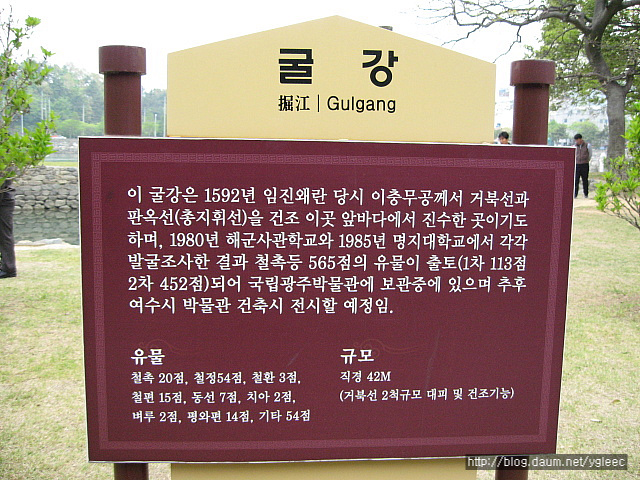 굴 강
掘江 | Gulgang
이 굴강은 1592년 임진왜란 당시 이충무공께서 거북선과
판옥선(총지휘선)을 건조 이곳 앞바다에서 진수한 곳이기도
하며, 1980년 해군사관학교와 1985년 명지대학교에서 각각
발굴조사한 결과 철촉등 565점의 유물이 출토(1차 113점
2차 452점)되어 국립광주박물관에 보관중에 있으며 추후
여수시 박물관 건축시 전시할 예정임.
유물
철촉 20점, 철정54점, 철환 3점,
철편 15점, 동선 7점, 치아 2점,
벼루 2점, 평와편 14점, 기타 54점
규모
직경 42M
(거북선 2척규모 대피 및 건조기능)
http://blog.daum.net/ygleec